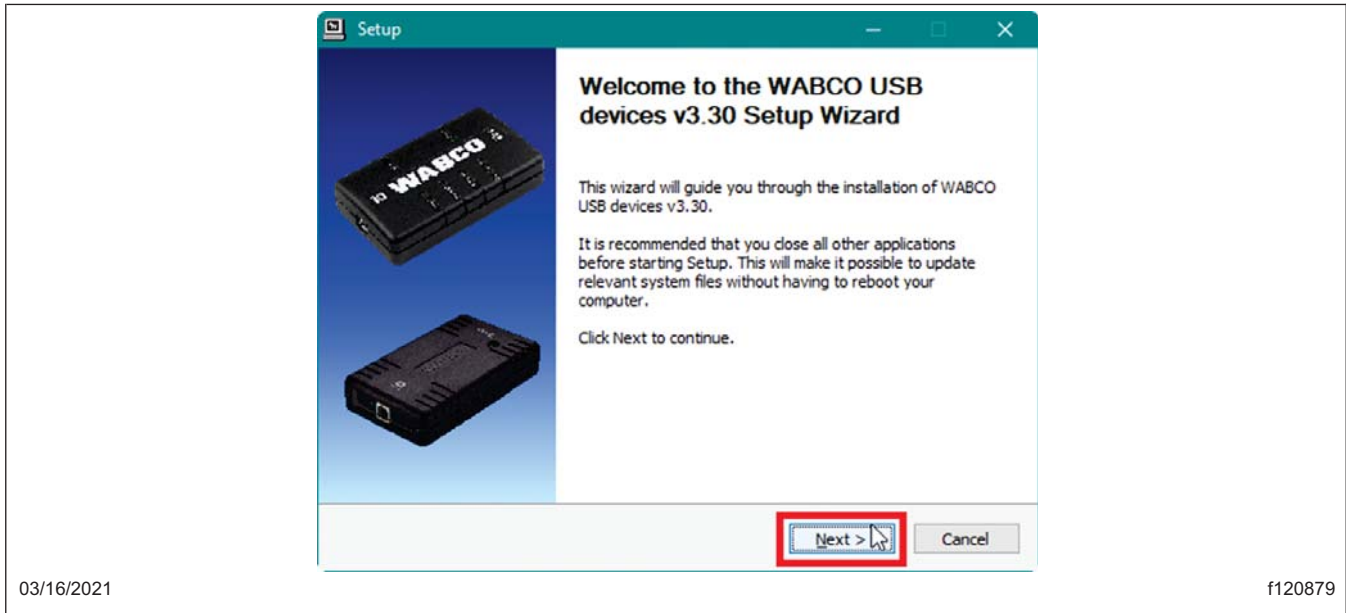 Setup
Welcome to the WABCO USB
devices v3.30 Setup Wizard
WABCO
This wizard will guide you through the installation of WABCO
USB devices v3.30.
It is recommended that you close all other applications
before starting Setup. This will make it possible to update
relevant system files without having to reboot your
computer.
Click Next to continue.
Next >
Cancel
03/16/2021
f120879